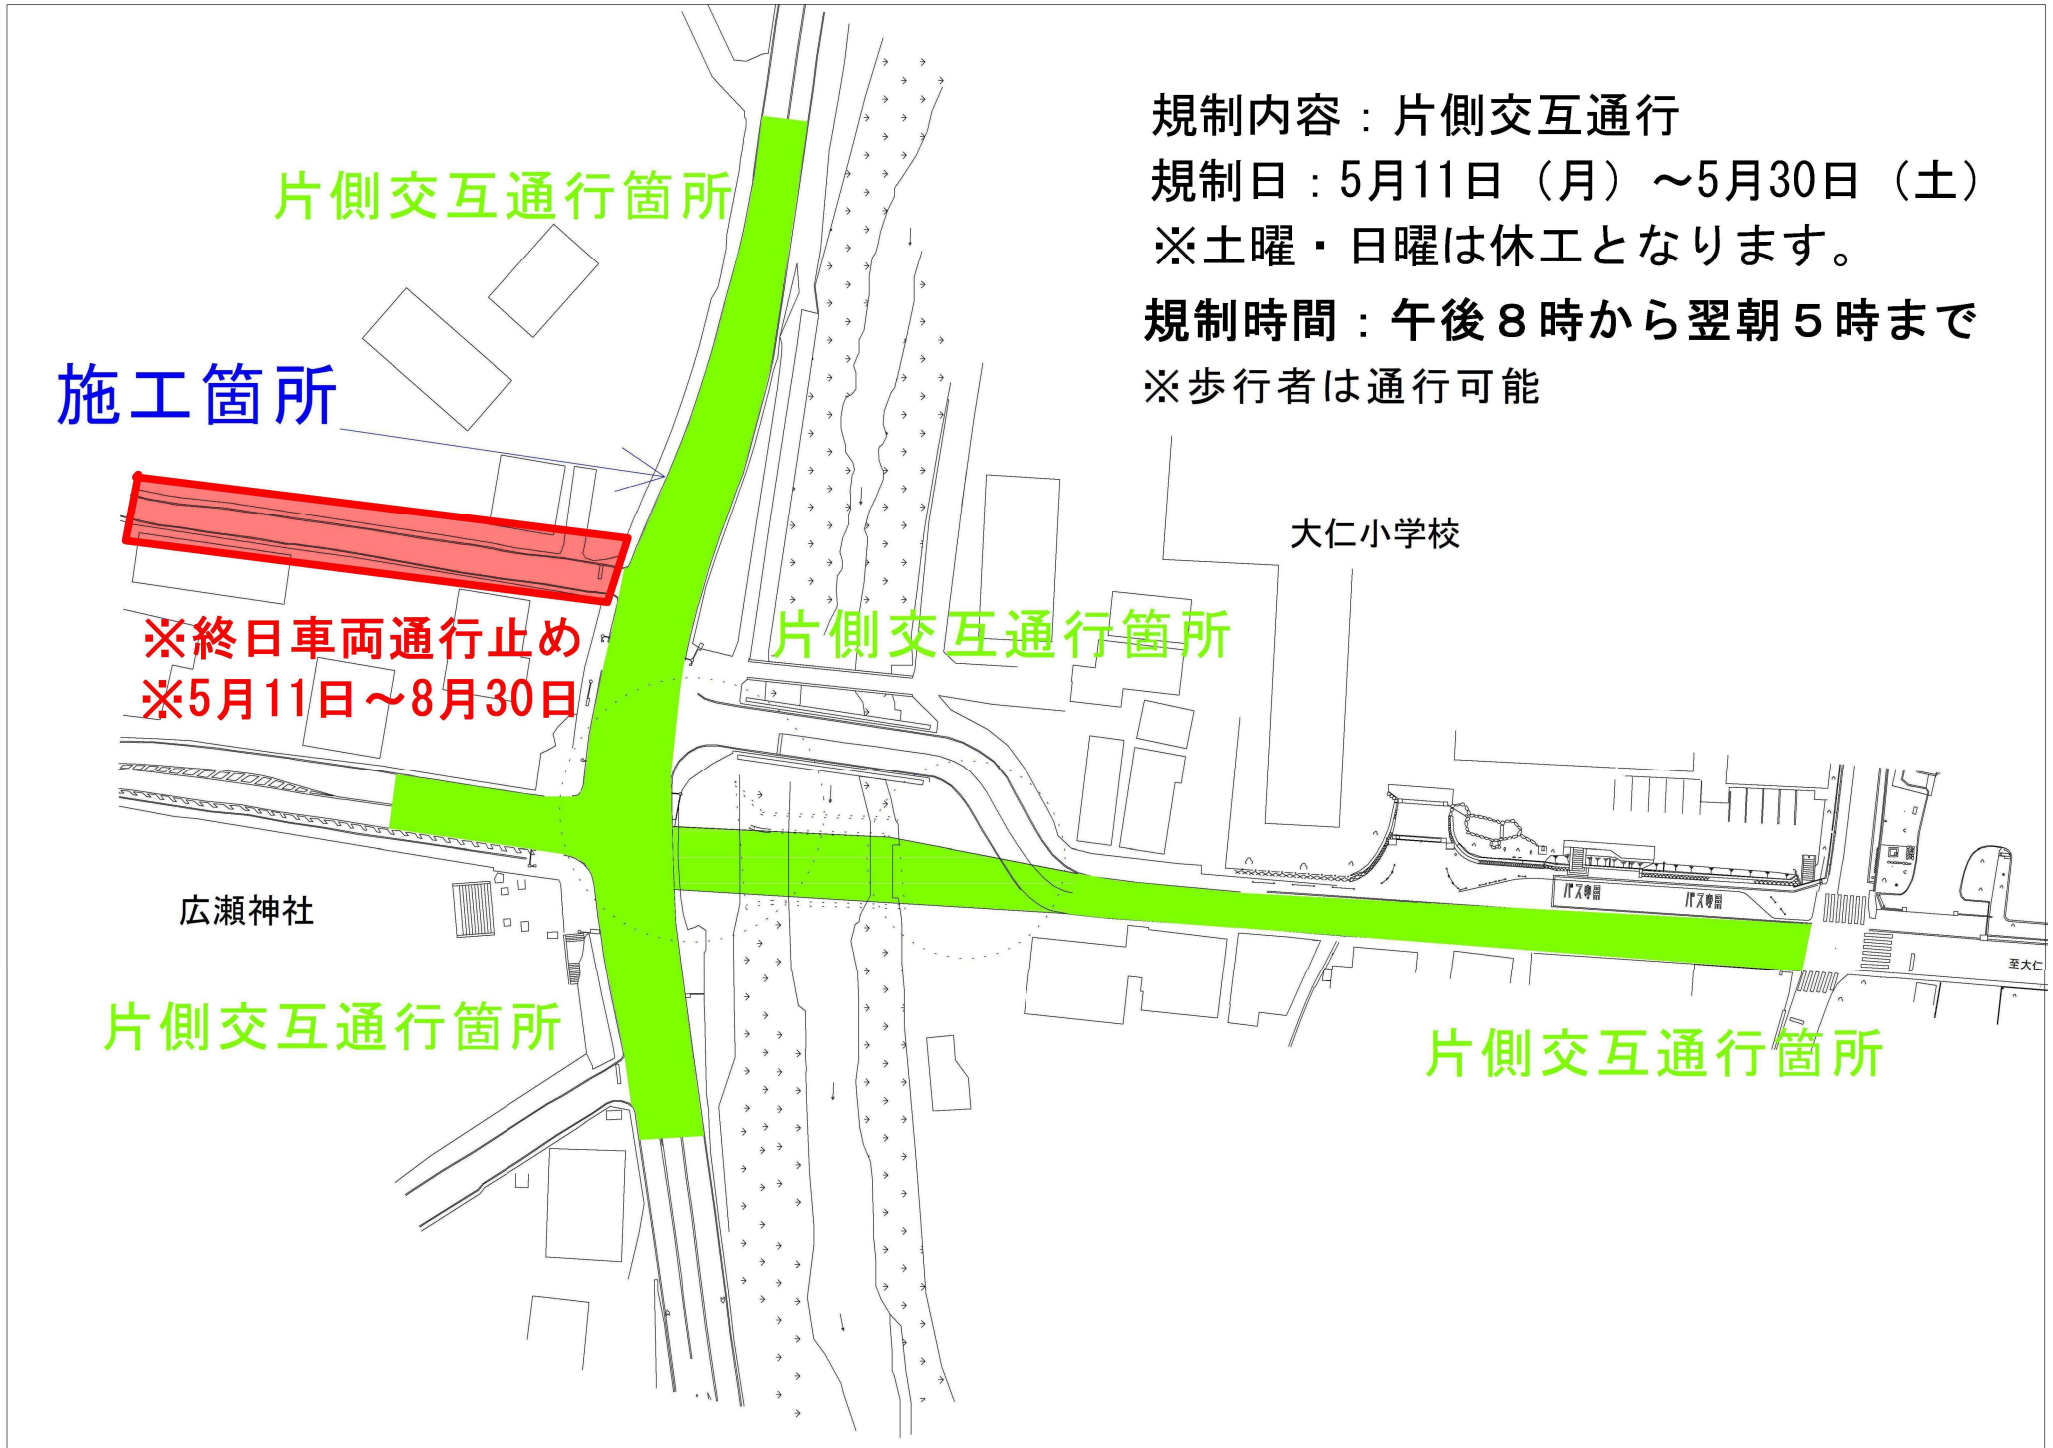 規制内容：片側交互通行
規制日：5月11日（月）～5月30日（土）
※土曜・日曜は休工となります。
規制時間：午後８時から翌朝５時まで
※歩行者は通行可能
片側交互通行箇所
施工箇所
大仁小学校
※終日車両通行止め
※5月11日～8月30日
片側交互通行箇所
広瀬神社
バス専用
バス専用
至大仁
片側交互通行箇所
片側交互通行箇所